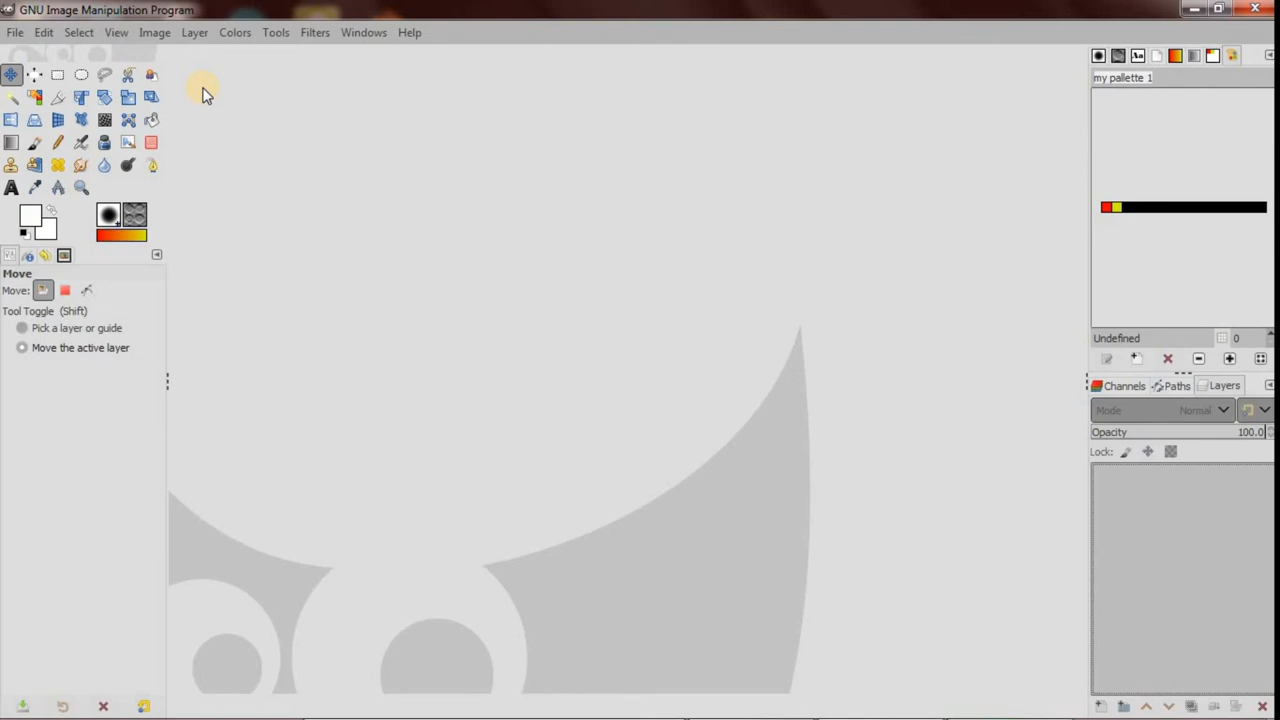 GNU Image Manipulation Program
File Edit Select View Image Layer Colors Tools Filters Windows Help
my pallette 1
Move
Move:
Tool Toggle (Shift)
Pick a layer or guide
Move the active layer
Undefined 0
Channels Paths Layers
Mode Normal
Opacity 100.0
Lock: